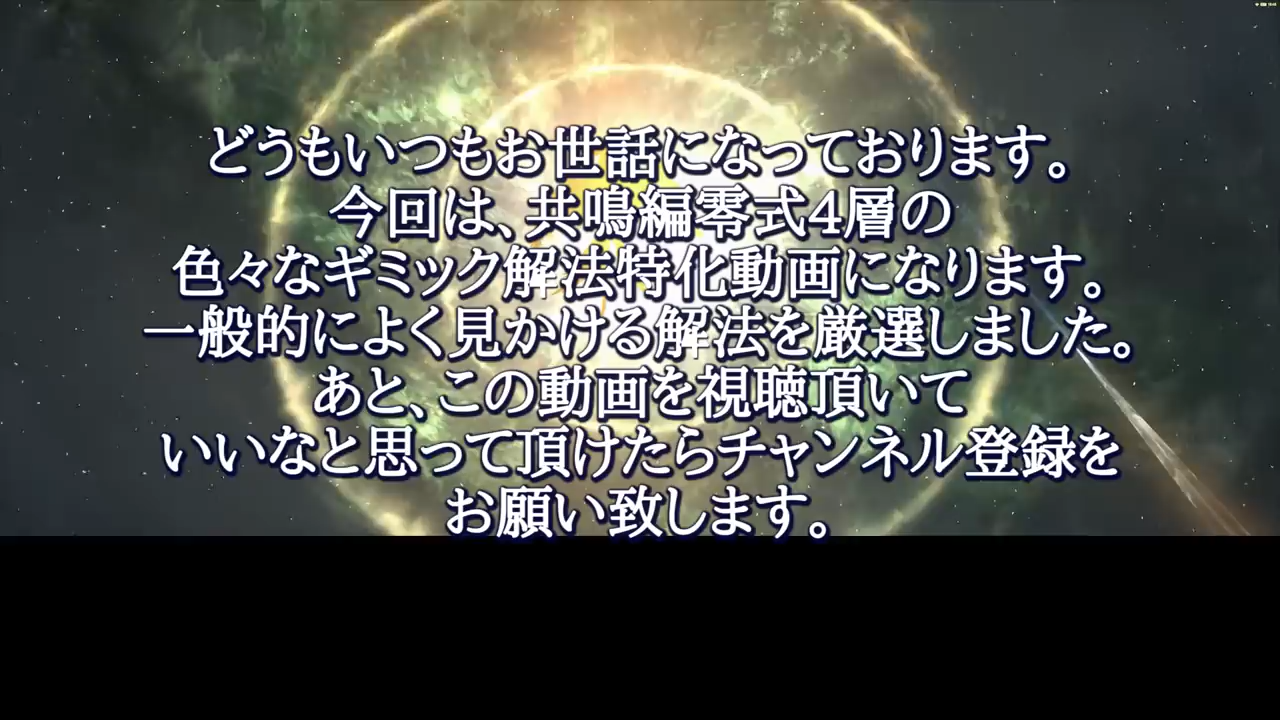 どうもいつもお世話になっております。
今回は、共鳴編零式4層の
色々なギミック解法特化動画になります。
一般的によく見かける解法を厳選しました。
あと、この動画を視聴頂いて
いいなと思って頂けたらチャンネル登録を
お願い致します。